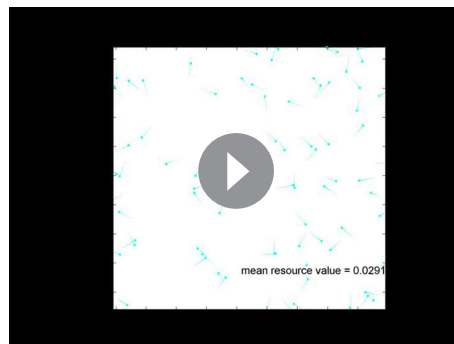 mean resource value = 0.0291